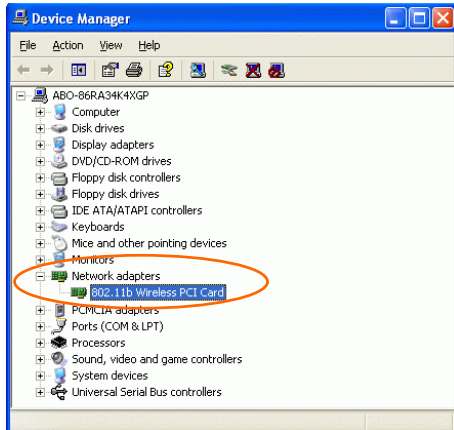 Device Manager
File Action View Help
ABO-86RA34K4XGP
Computer
Disk drives
Display adapters
DVD/CD-ROM drives
Floppy disk controllers
Floppy disk drives
IDE ATA/ATAPI controllers
Keyboards
Mice and other pointing devices
Monitors
Network adapters
802.11b Wireless PCI Card
PCMCIA adapters
Ports (COM & LPT)
Processors
Sound, video and game controllers
System devices
Universal Serial Bus controllers